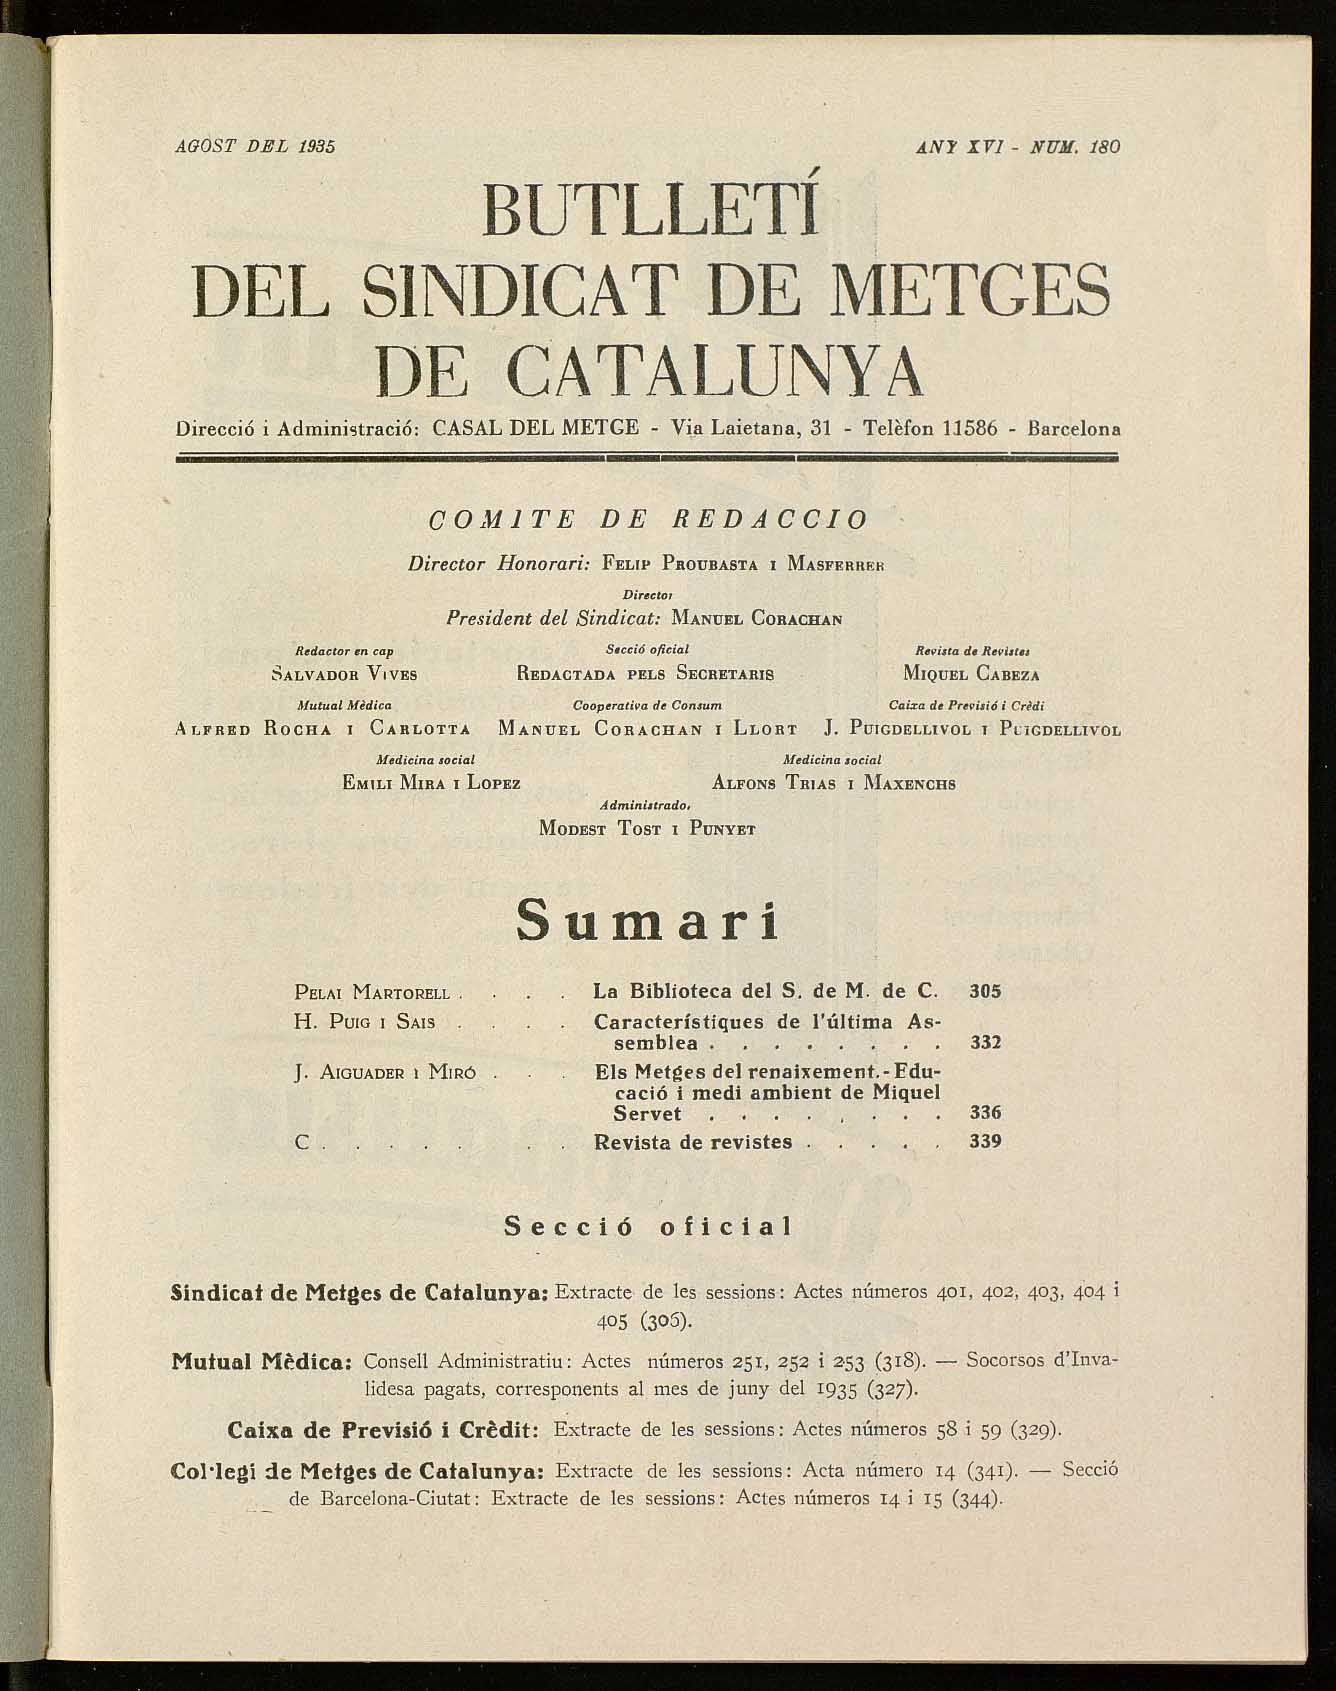 AGOST DEL 1935 ANY XVI - NUM. 180
BUTLLETÍ
DEL SINDICAT DE METGES
DE CATALUNYA
Direcció i Administració: CASAL DEL METGE - Via Laietana, 31 - Telèfon 11586 - Barcelona
COMITE DE REDACCIO
Director Honorari: FELIP PROUBASTA I MASFERRER
Director
President del Sindicat: MANUEL CORACHAN
Redactor en cap Secció oficial Revista de Revistes
SALVADOR VIVES REDACTADA PELS SECRETARIS MIQUEL CABEZA
Mutual Mèdica Cooperativa de Consum Caixa de Previsió i Crèdi
ALFRED ROCHA I CARLOTTA MANUEL CORACHAN I LLORT J. PUIGDELLIVOL I PUIGDELLIVOL
Medicina social Medicina social
EMILI MIRA I LOPEZ ALFONS TRIAS I MAXENCHS
Administrado,
MODEST TOST I PUNYET
Sumari
PELAI MARTORELL . . . . La Biblioteca del S. de M. de C. 305
H. PUIG I SAIS . . . . Característiques de l'última As-
semblea . . . . . . . . 332
J. AIGUADER I MIRÓ . . . Els Metges del renaixement.-Edu-
cació i medi ambient de Miquel
Servet . . . . . . . . 336
C . . . . . . . Revista de revistes . . . . . 339
Secció oficial
Sindicat de Metges de Catalunya: Extracte de les sessions: Actes números 401, 402, 403, 404 i
405 (306).
Mutual Mèdica: Consell Administratiu: Actes números 251, 252 i 253 (318). — Socorsos d'Inva-
lidesa pagats, corresponents al mes de juny del 1935 (327).
Caixa de Previsió i Crèdit: Extracte de les sessions: Actes números 58 i 59 (329).
Col·legi de Metges de Catalunya: Extracte de les sessions: Acta número 14 (341). — Secció
de Barcelona-Ciutat: Extracte de les sessions: Actes números 14 i 15 (344).